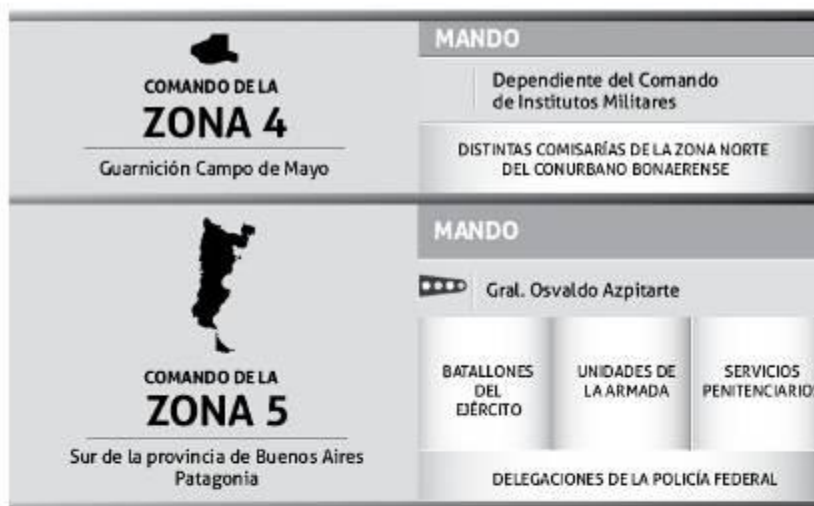 COMANDO DE LA
ZONA 4
Guarnición Campo de Mayo
MANDO
Dependiente del Comando
de Institutos Militares
DISTINTAS COMISARÍAS DE LA ZONA NORTE
DEL CONURBANO BONAERENSE
COMANDO DE LA
ZONA 5
Sur de la provincia de Buenos Aires
Patagonia
MANDO
Gral. Osvaldo Azpitarte
BATALLONES
DEL
EJÉRCITO
UNIDADES DE
LA ARMADA
SERVICIOS
PENITENCIARIOS
DELEGACIONES DE LA POLICÍA FEDERAL